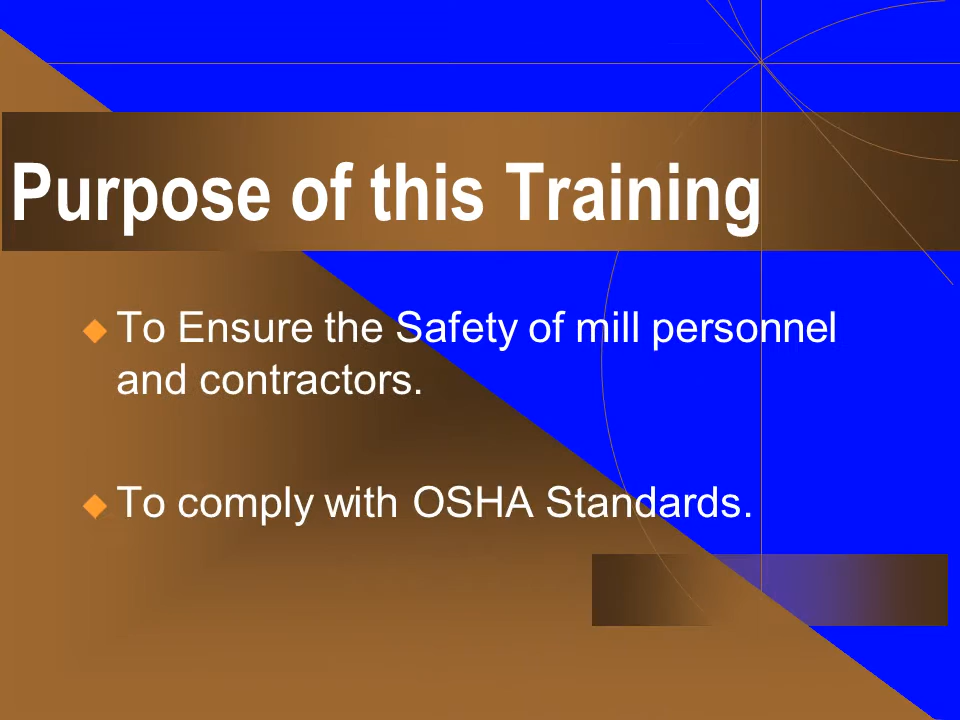 Purpose of this Training
To Ensure the Safety of mill personnel
and contractors.
To comply with OSHA Standards.